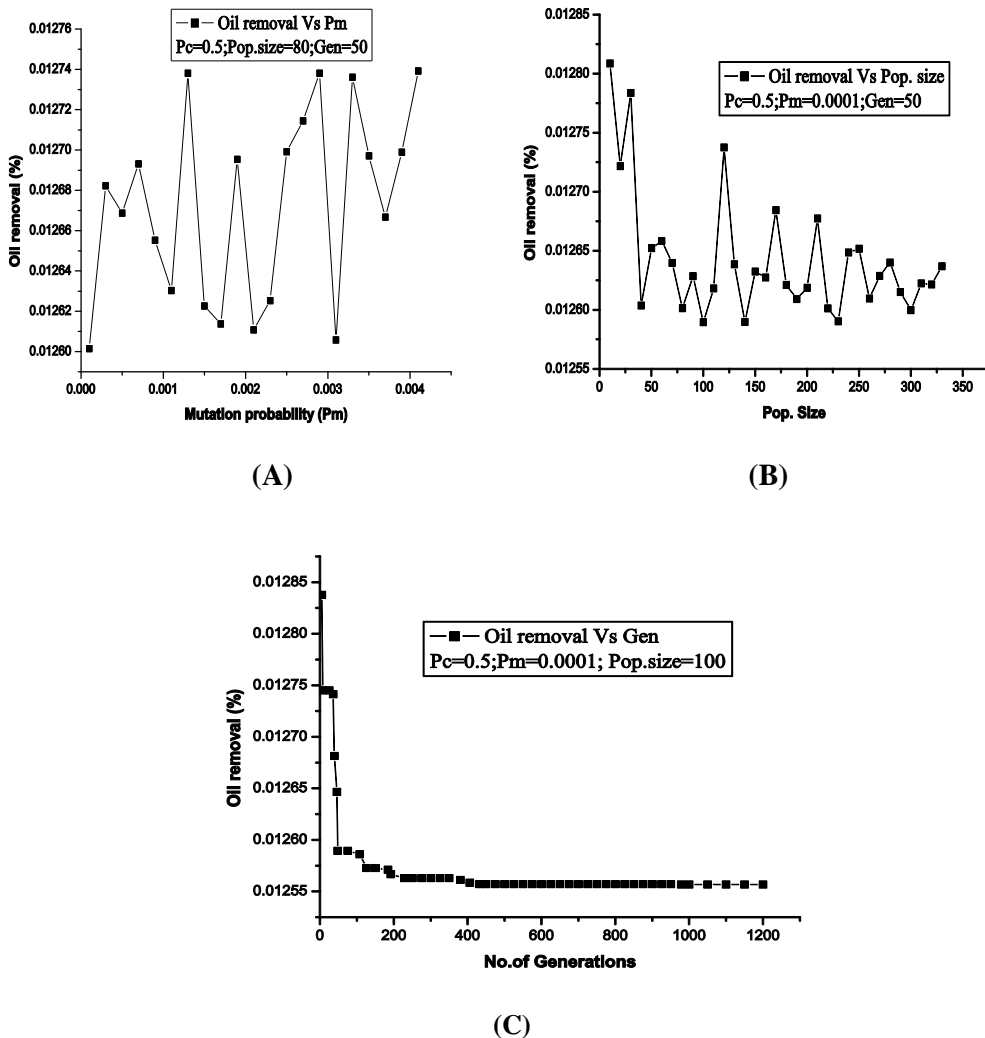 Oil removal Vs Pm
Pc=0.5;Pop.size=80;Gen=50
0.01276
0.01274
0.01272
0.01270
0.01268
0.01266
0.01264
0.01262
0.01260
Oil removal (%)
0.000
0.001
0.002
0.003
0.004
Mutation probability (Pm)
(A)
Oil removal Vs Pop. size
Pc=0.5;Pm=0.0001;Gen=50
0.01285
0.01280
0.01275
0.01270
0.01265
0.01260
0.01255
Oil removal (%)
0
50
100
150
200
250
300
350
Pop. Size
(B)
Oil removal Vs Gen
Pc=0.5;Pm=0.0001; Pop.size=100
0.01285
0.01280
0.01275
0.01270
0.01265
0.01260
0.01255
Oil removal (%)
0
200
400
600
800
1000
1200
No.of Generations
(C)